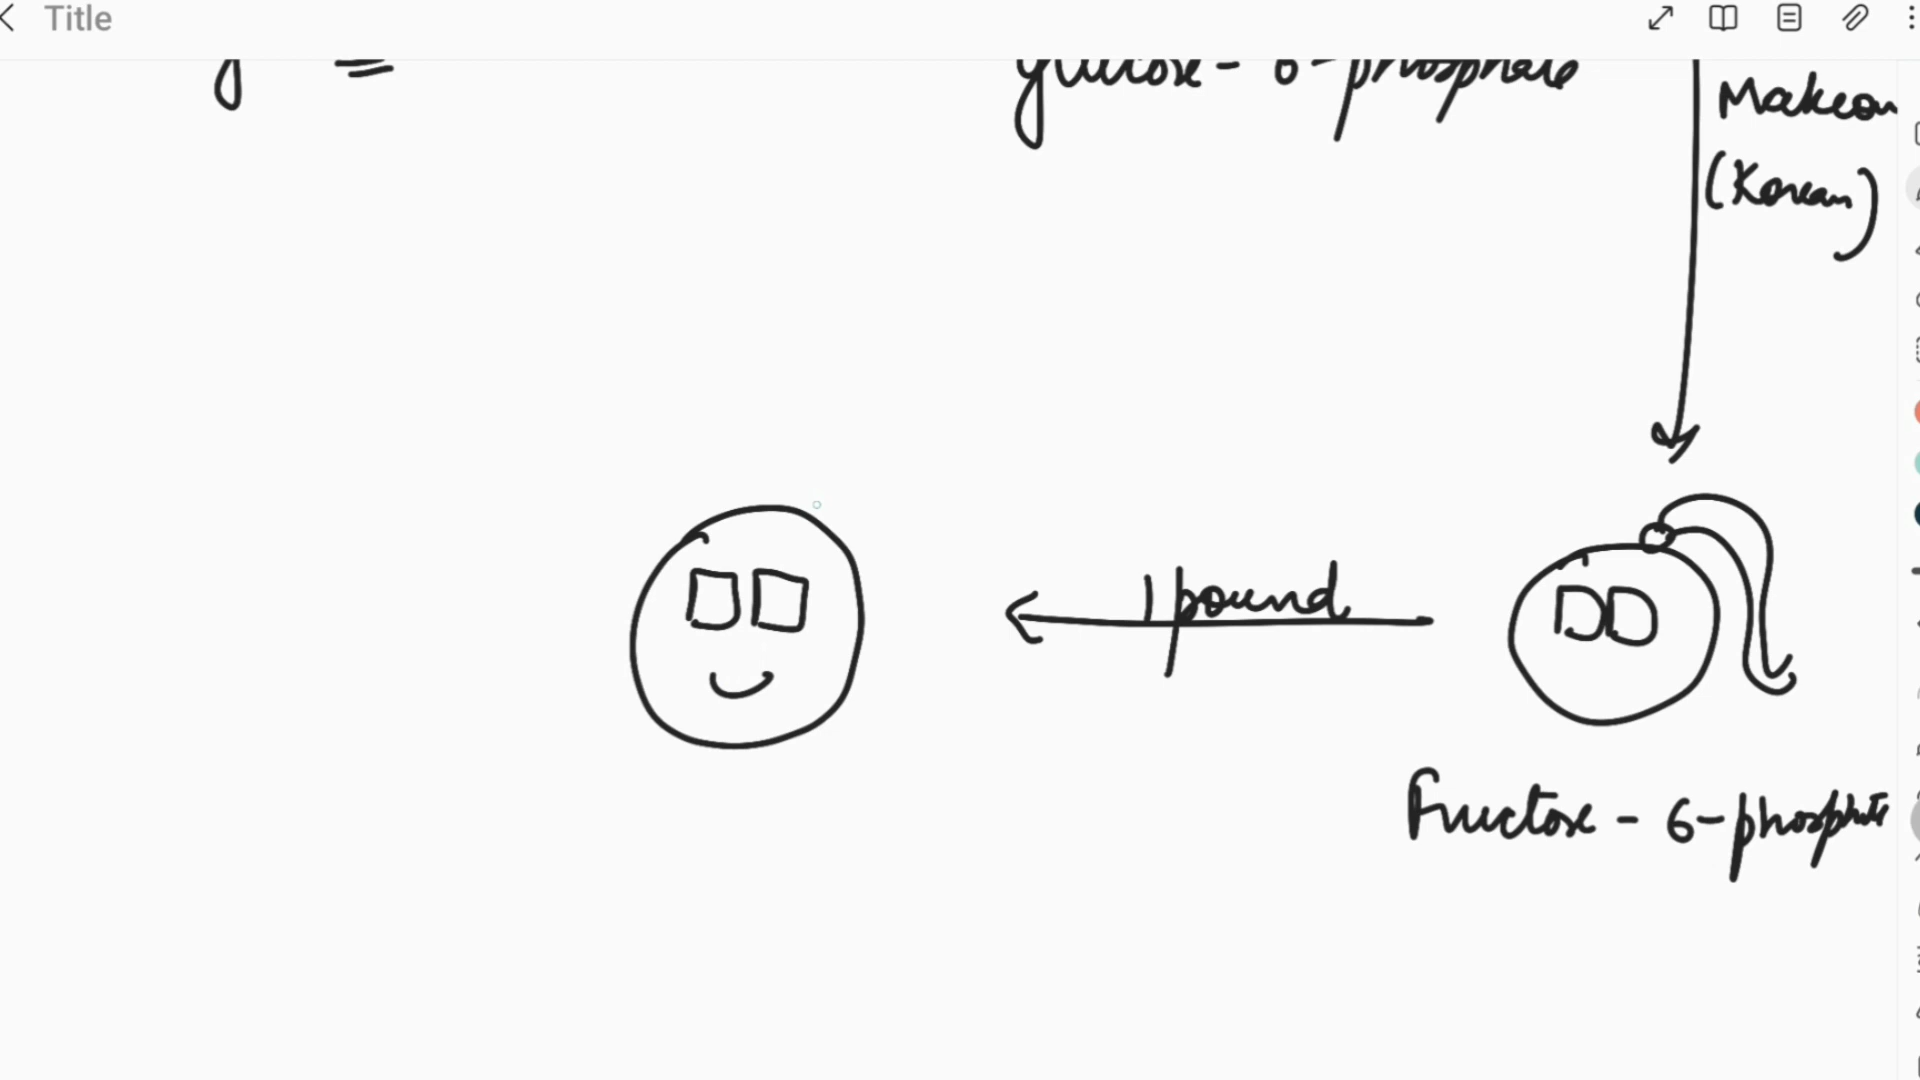 Title
glucose - 6 - phosphate
Makeover
(Korean)
1 pound
Fructose - 6 - phosphate